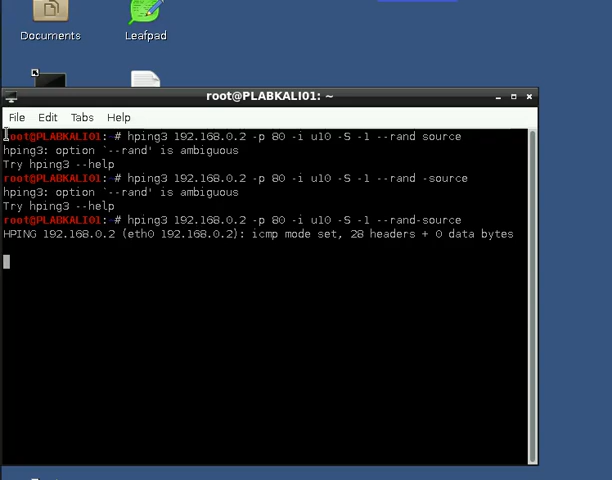 Documents
Leafpad
root@PLABKALI01: ~
File Edit Tabs Help
root@PLABKALI01:~# hping3 192.168.0.2 -p 80 -i u10 -S -1 --rand source
hping3: option `--rand' is ambiguous
Try hping3 --help
root@PLABKALI01:~# hping3 192.168.0.2 -p 80 -i u10 -S -1 --rand -source
hping3: option `--rand' is ambiguous
Try hping3 --help
root@PLABKALI01:~# hping3 192.168.0.2 -p 80 -i u10 -S -1 --rand-source
HPING 192.168.0.2 (eth0 192.168.0.2): icmp mode set, 28 headers + 0 data bytes